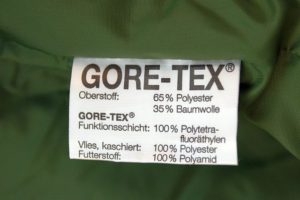 GORE-TEX®
Oberstoff: 65% Polyester
35% Baumwolle
GORE-TEX®
Funktionsschicht: 100% Polytetra-
fluoräthylen
Vlies, kaschiert: 100% Polyester
Futterstoff: 100% Polyamid